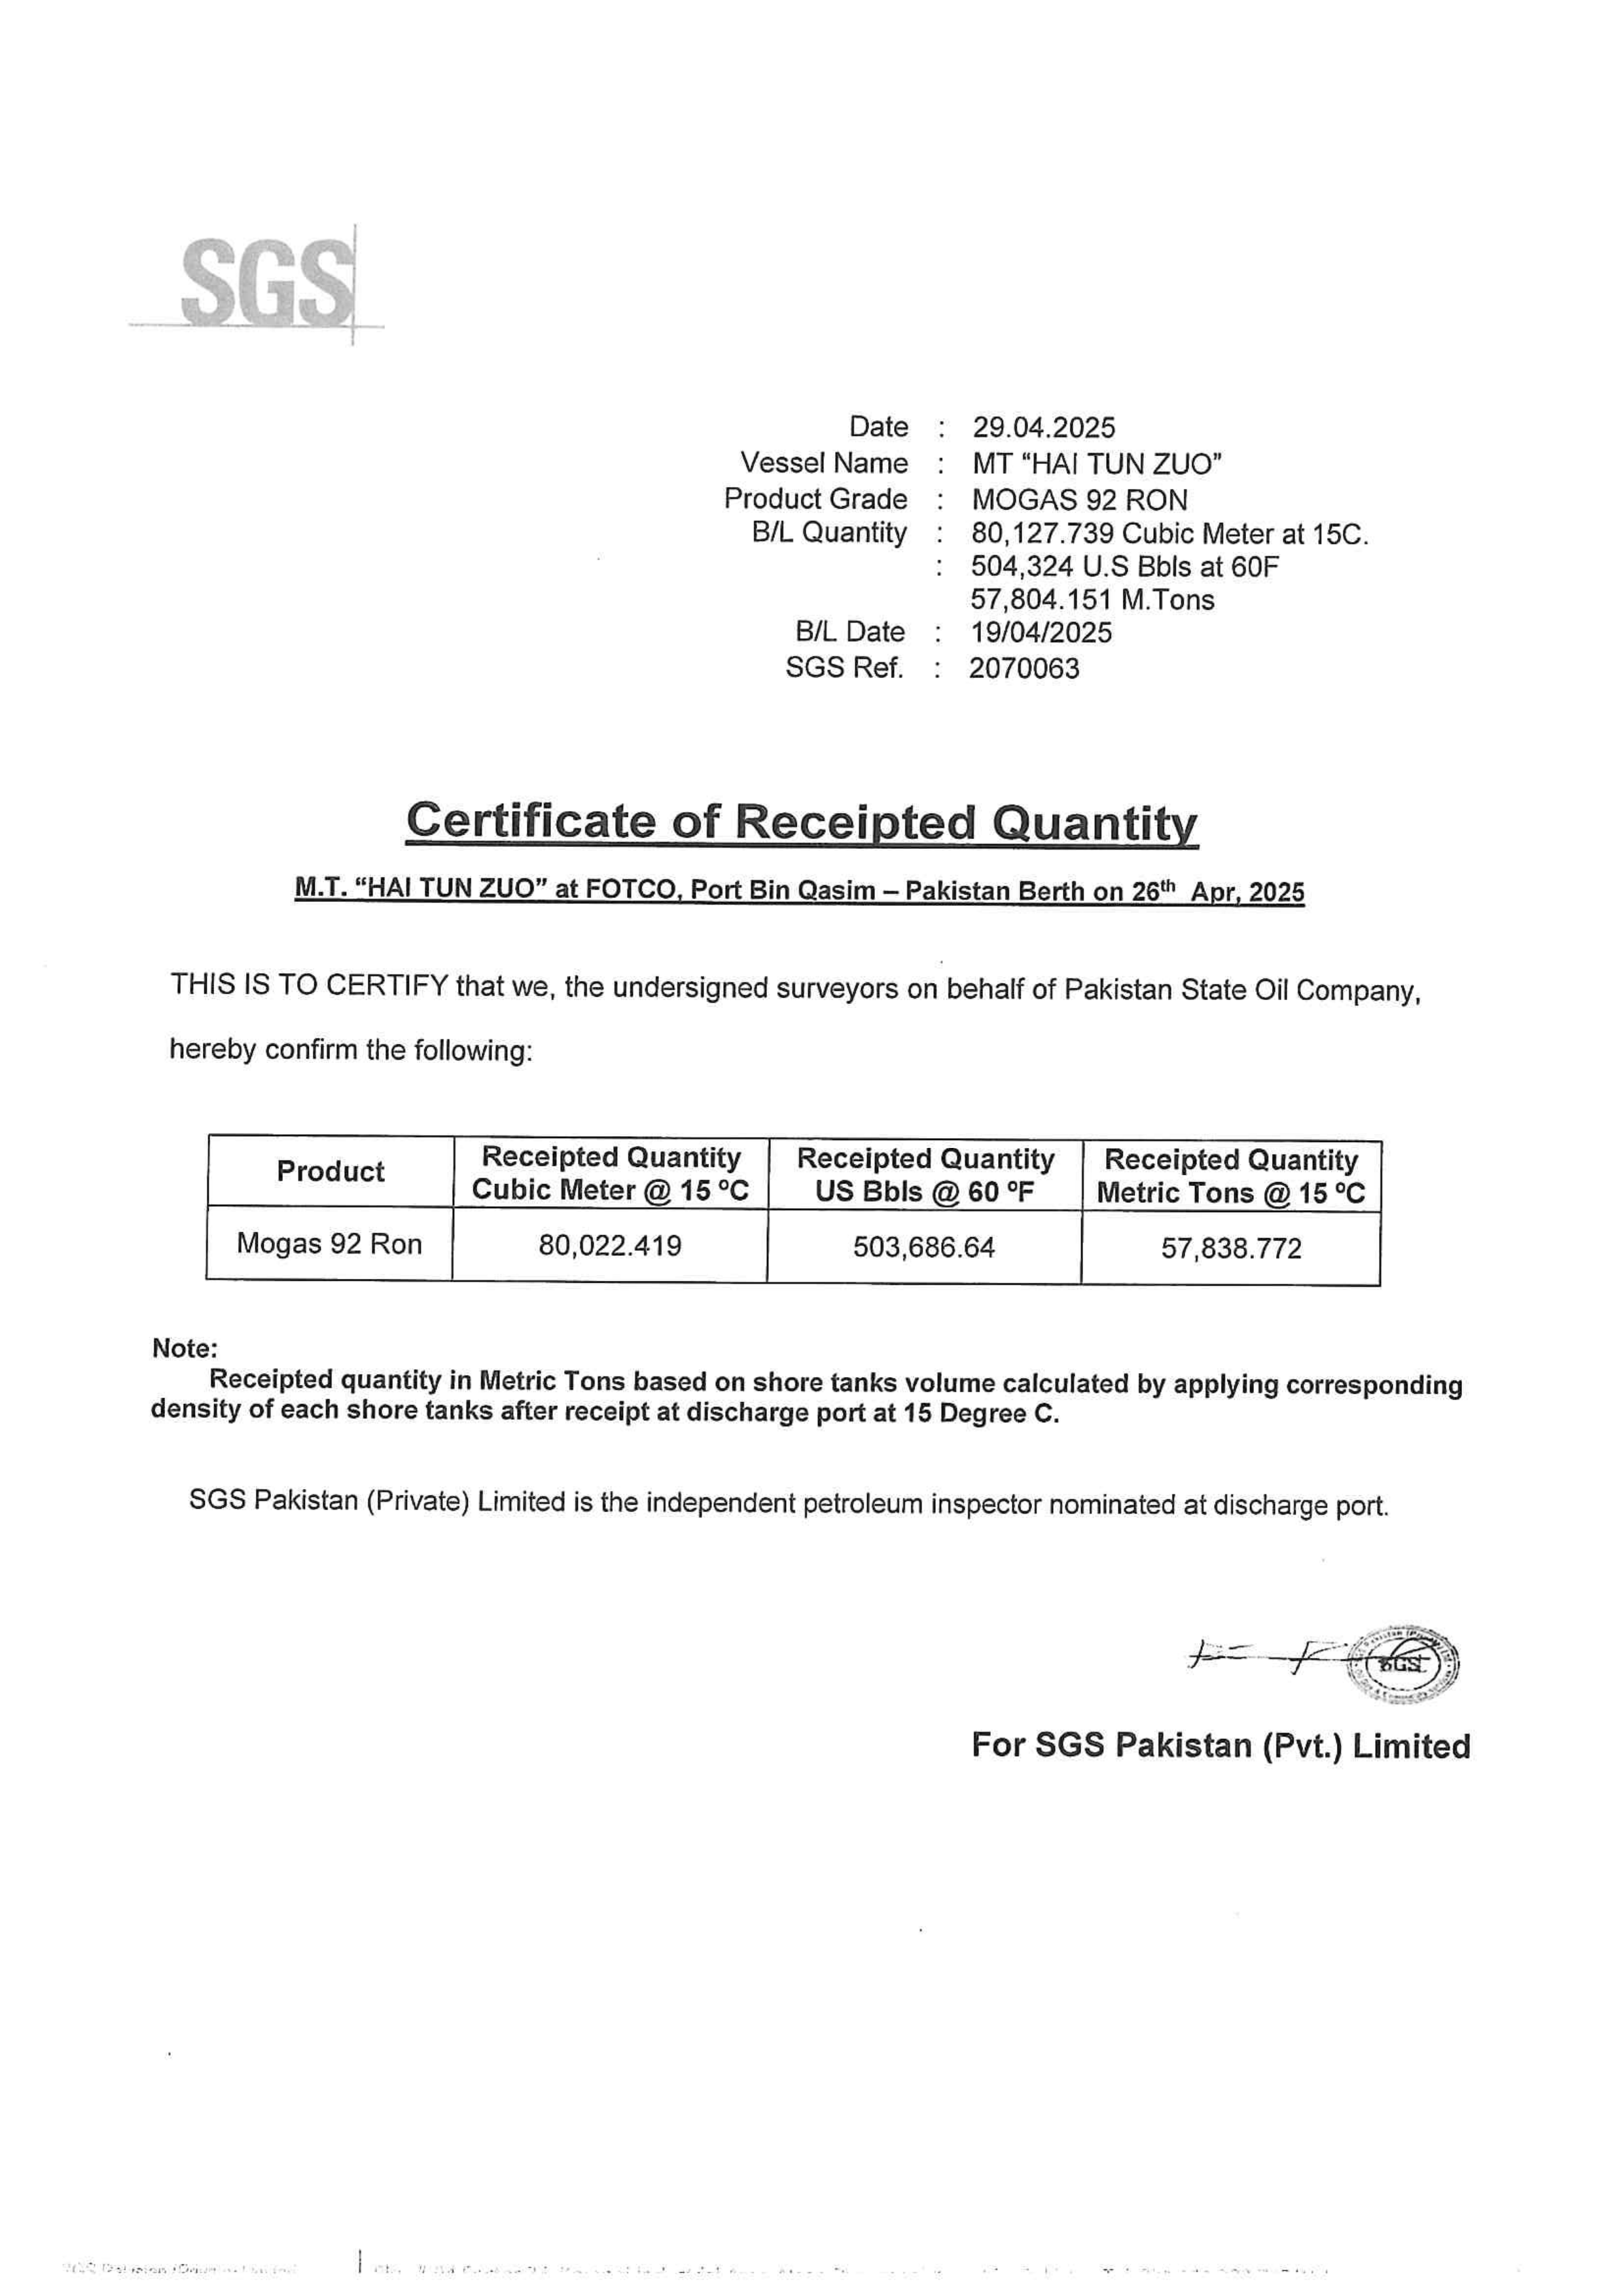 SGS
Date : 29.04.2025
Vessel Name : MT “HAI TUN ZUO”
Product Grade : MOGAS 92 RON
B/L Quantity : 80,127.739 Cubic Meter at 15C.
: 504,324 U.S Bbls at 60F
57,804.151 M.Tons
B/L Date : 19/04/2025
SGS Ref. : 2070063
Certificate of Receipted Quantity
M.T. “HAI TUN ZUO” at FOTCO, Port Bin Qasim – Pakistan Berth on 26th Apr, 2025
THIS IS TO CERTIFY that we, the undersigned surveyors on behalf of Pakistan State Oil Company,
hereby confirm the following:
Product
Receipted Quantity Cubic Meter @ 15 ºC
Receipted Quantity US Bbls @ 60 ºF
Receipted Quantity Metric Tons @ 15 ºC
Mogas 92 Ron 80,022.419 503,686.64 57,838.772
Note:
Receipted quantity in Metric Tons based on shore tanks volume calculated by applying corresponding
density of each shore tanks after receipt at discharge port at 15 Degree C.
SGS Pakistan (Private) Limited is the independent petroleum inspector nominated at discharge port.
SGS
For SGS Pakistan (Pvt.) Limited